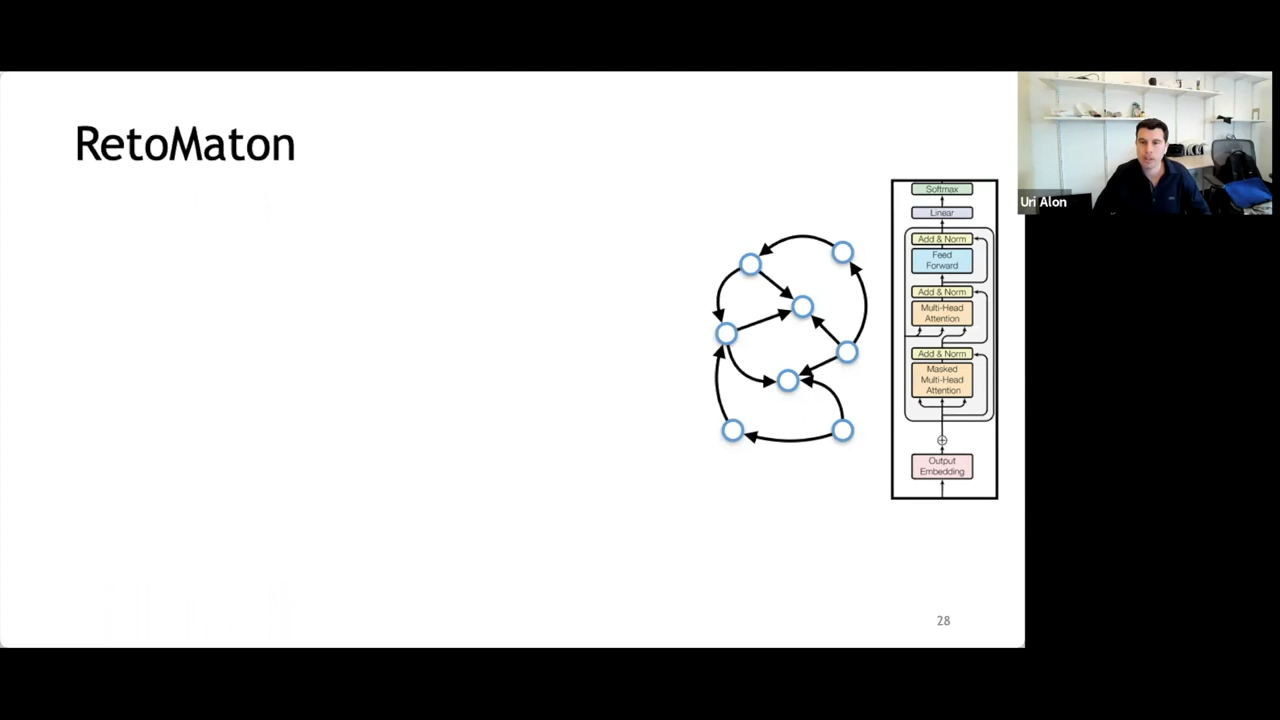 RetoMaton
Uri Alon
Softmax
Linear
Add & Norm
Feed
Forward
Add & Norm
Multi-Head
Attention
Add & Norm
Masked
Multi-Head
Attention
Output
Embedding
28